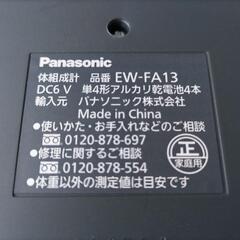 Panasonic
体組成計 品番 EW-FA13
DC6V 単4形アルカリ乾電池4本
輸入元 パナソニック株式会社
Made in China
●使いかた・お手入れなどのご相談
0120-878-697
●修理に関するご相談
0120-878-554
●体重以外の測定値は目安です
正
家庭用